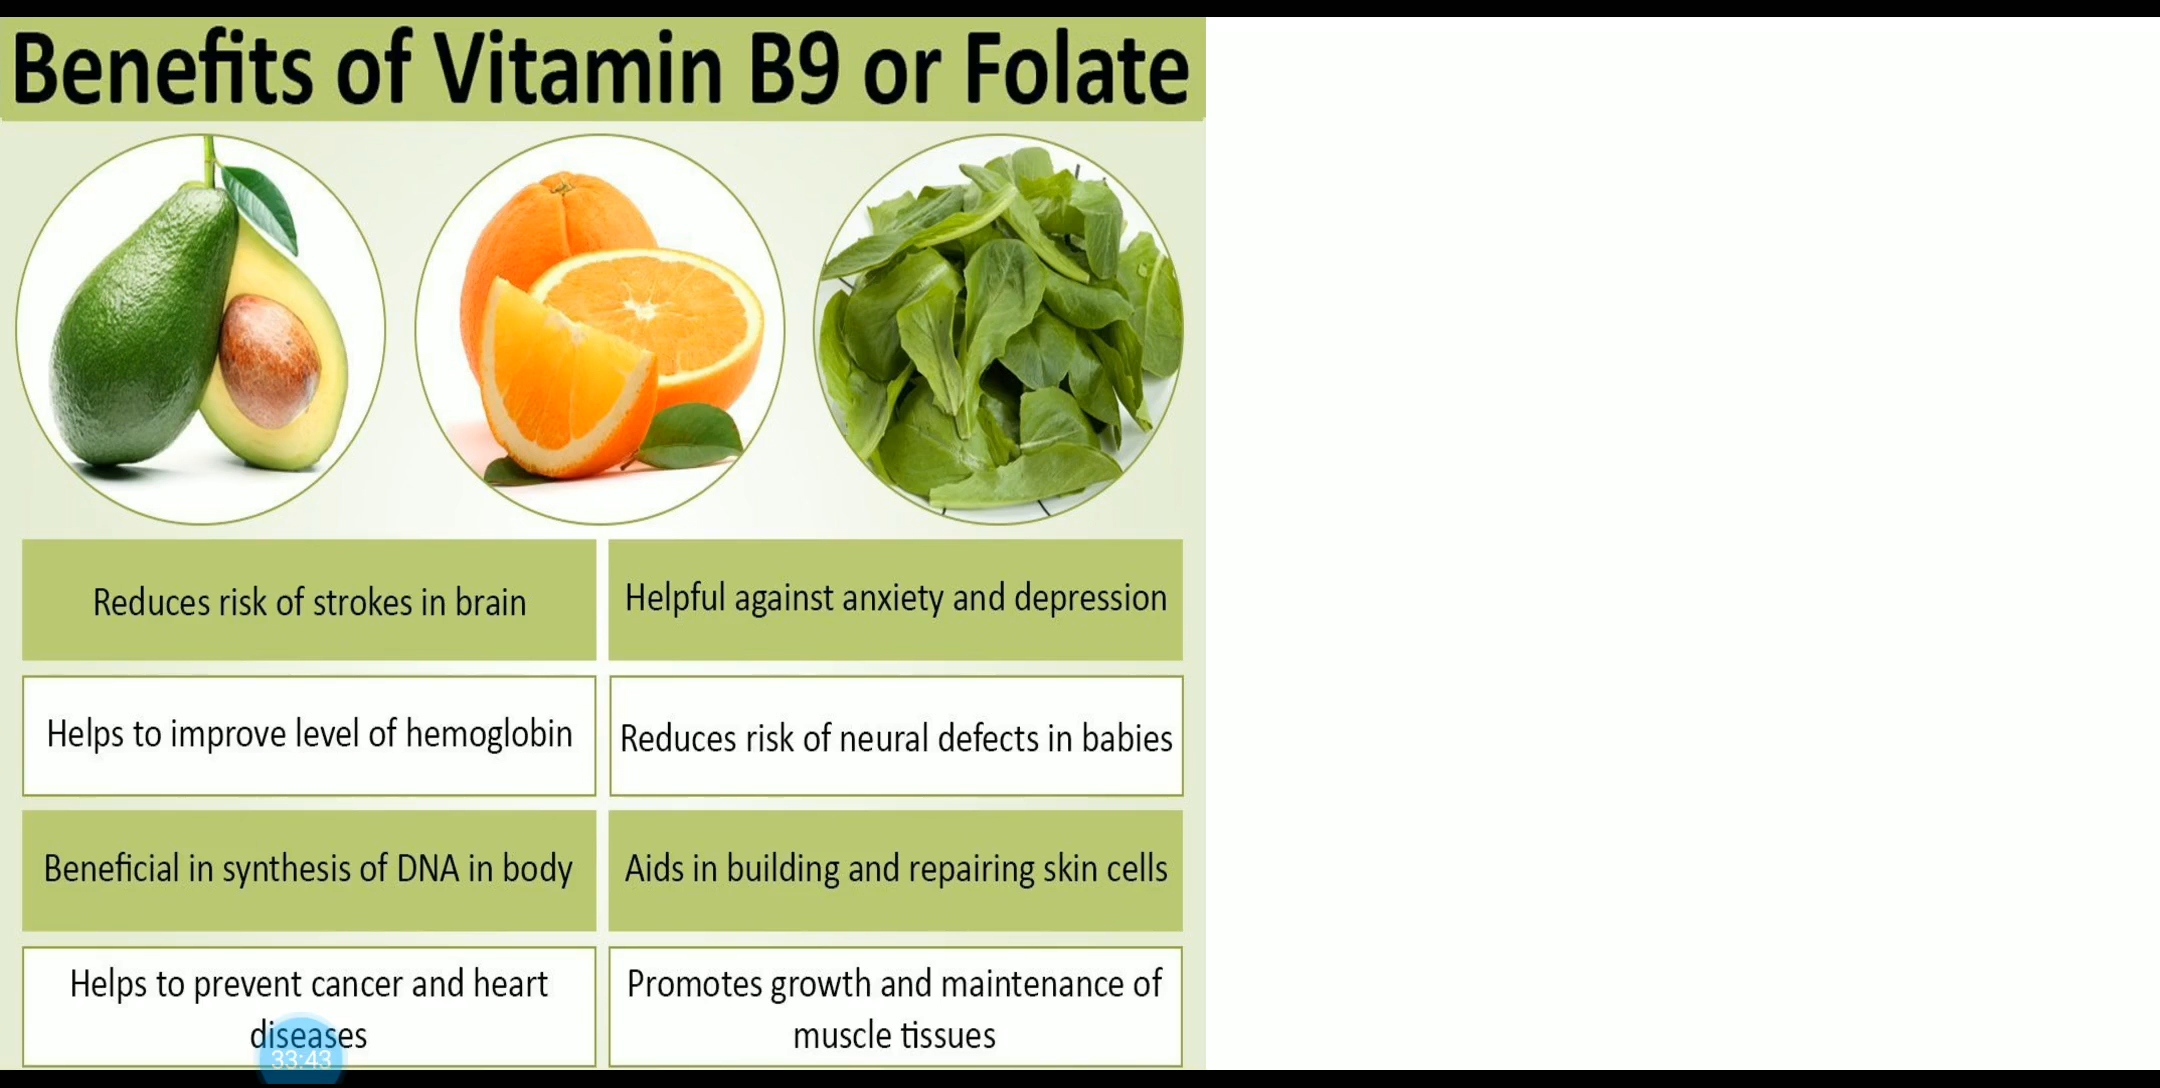 Benefits of Vitamin B9 or Folate
Reduces risk of strokes in brain
Helpful against anxiety and depression
Helps to improve level of hemoglobin
Reduces risk of neural defects in babies
Beneficial in synthesis of DNA in body
Aids in building and repairing skin cells
Helps to prevent cancer and heart
diseases
Promotes growth and maintenance of
muscle tissues
33:43